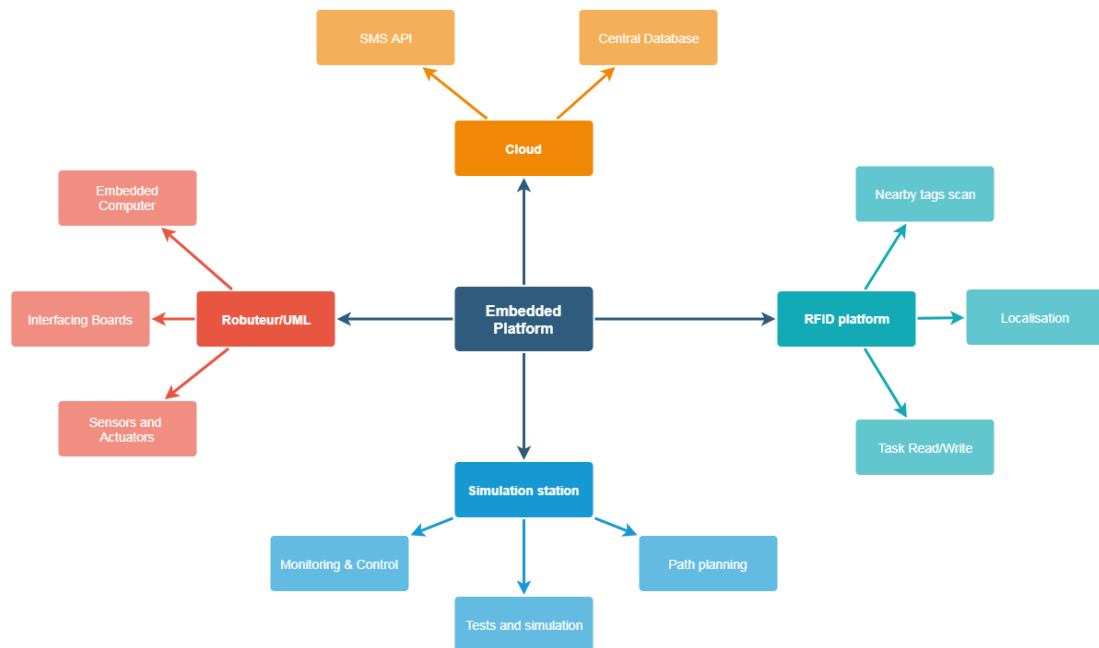 SMS API
Central Database
Cloud
Embedded
Computer
Nearby tags scan
Interfacing Boards
Robuteur/UML
Embedded
Platform
RFID platform
Localisation
Sensors and
Actuators
Task Read/Write
Simulation station
Monitoring & Control
Path planning
Tests and simulation